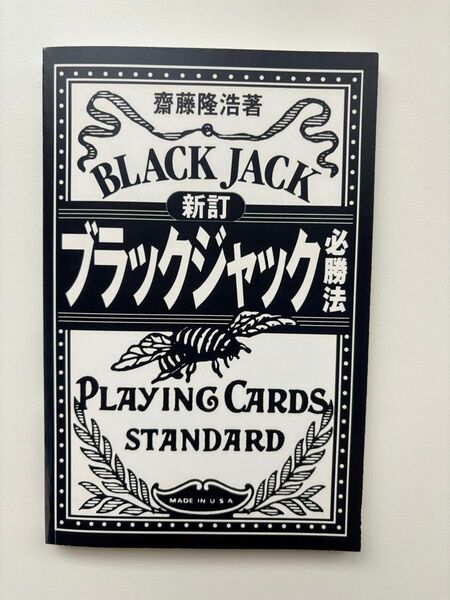 齋藤隆浩著
BLACK JACK
新訂
ブラックジャック必勝法
PLAYING CARDS
STANDARD
MADE IN U S A